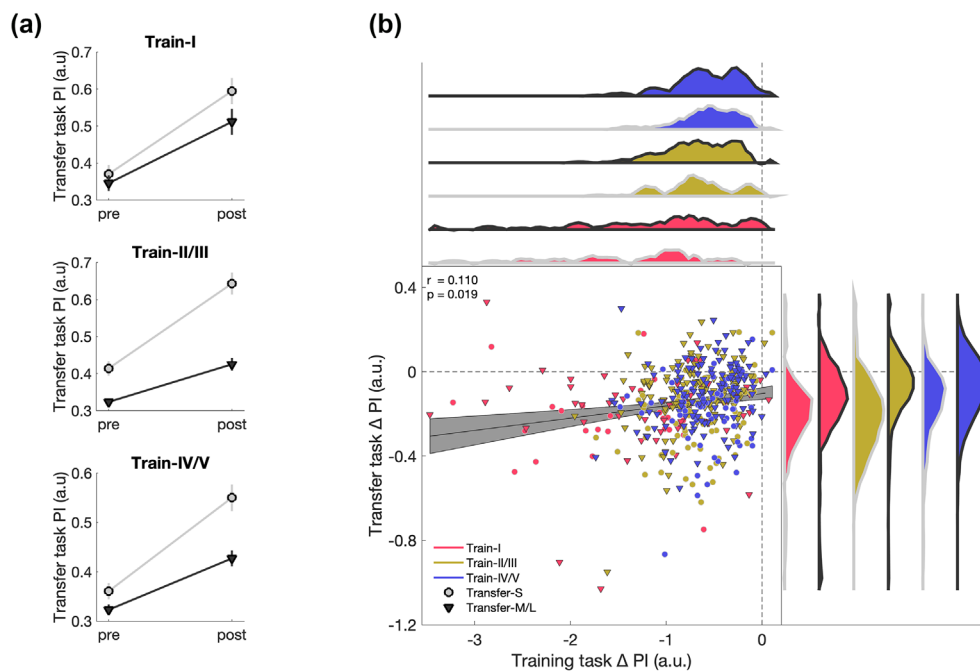 (a)
Train-I
Transfer task PI (a.u)
0.7
0.6
0.5
0.4
0.3
pre
post
Train-II/III
Transfer task PI (a.u)
0.7
0.6
0.5
0.4
0.3
pre
post
Train-IV/V
Transfer task PI (a.u)
0.6
0.5
0.4
0.3
pre
post
(b)
r = 0.110
p = 0.019
Transfer task Δ PI (a.u.)
0.4
0
-0.4
-0.8
-1.2
Train-I
Train-II/III
Train-IV/V
Transfer-S
Transfer-M/L
-3
-2
-1
0
Training task Δ PI (a.u.)